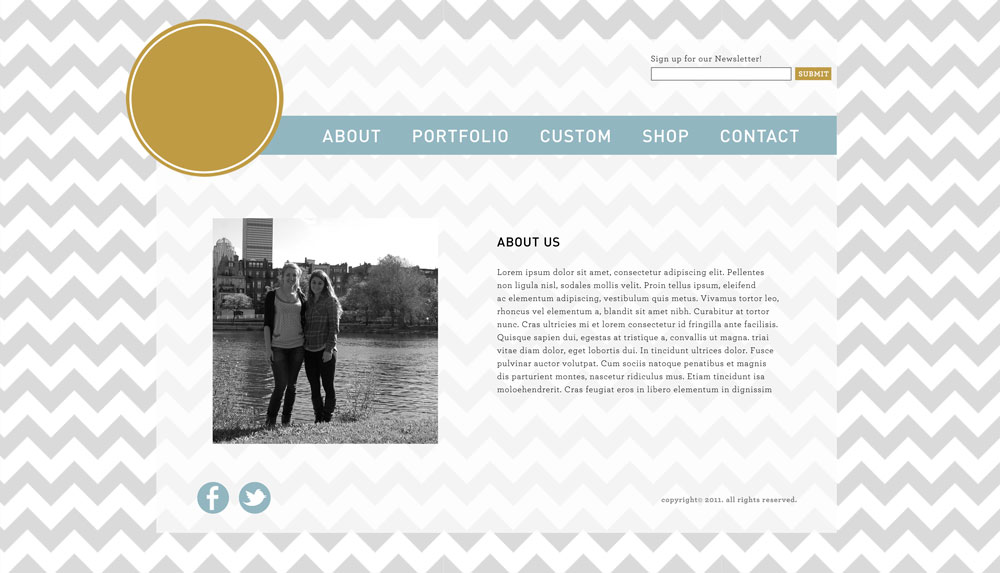 Sign up for our Newsletter!
SUBMIT
ABOUT PORTFOLIO CUSTOM SHOP CONTACT
ABOUT US
Lorem ipsum dolor sit amet, consectetur adipiscing elit. Pellentes
non ligula nisl, sodales mollis velit. Proin tellus ipsum, eleifend
ac elementum adipiscing, vestibulum quis metus. Vivamus tortor leo,
rhoncus vel elementum a, blandit sit amet nibh. Curabitur at tortor
nunc. Cras ultricies mi et lorem consectetur id fringilla ante facilisis.
Quisque sapien dui, egestas at tristique a, convallis ut magna. triai
vitae diam dolor, eget lobortis dui. In tincidunt ultrices dolor. Fusce
pulvinar auctor volutpat. Cum sociis natoque penatibus et magnis
dis parturient montes, nascetur ridiculus mus. Etiam tincidunt isa
moloehendrerit. Cras feugiat eros in libero elementum in dignissim
copyright© 2011. all rights reserved.